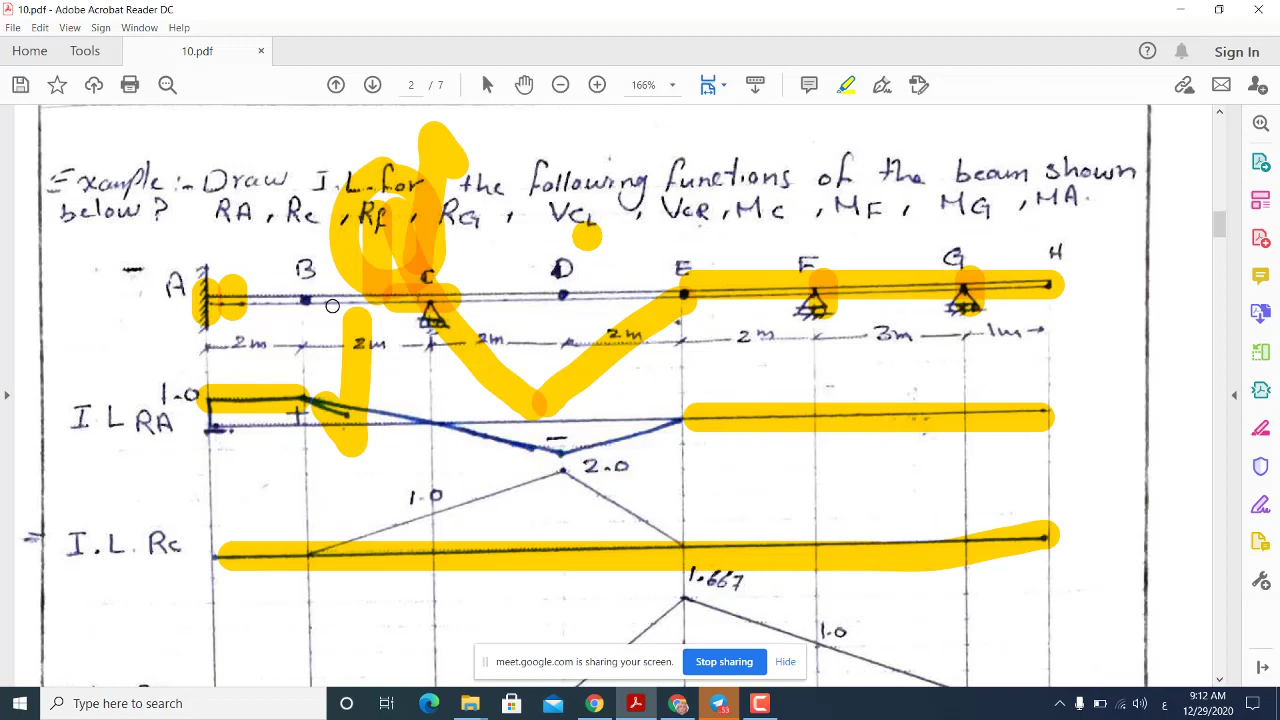 10.pdf - Adobe Acrobat Reader DC
File Edit View Sign Window Help
Home Tools 10.pdf × Sign In
2 / 7 166%
Example:- Draw I.L. for the following functions of the beam shown
below? RA, Rc, RF, RG, VCL, VCR, Mc, MF, MG, MA.
A B C D E F G H
2m 2m 2m 2m 2m 3m 1m
1.0
I.L RA + -
2.0
1.0
= I.L. Rc
1.667
1.0
meet.google.com is sharing your screen. Stop sharing Hide
Type here to search
53
ENG
9:12 AM
12/29/2020